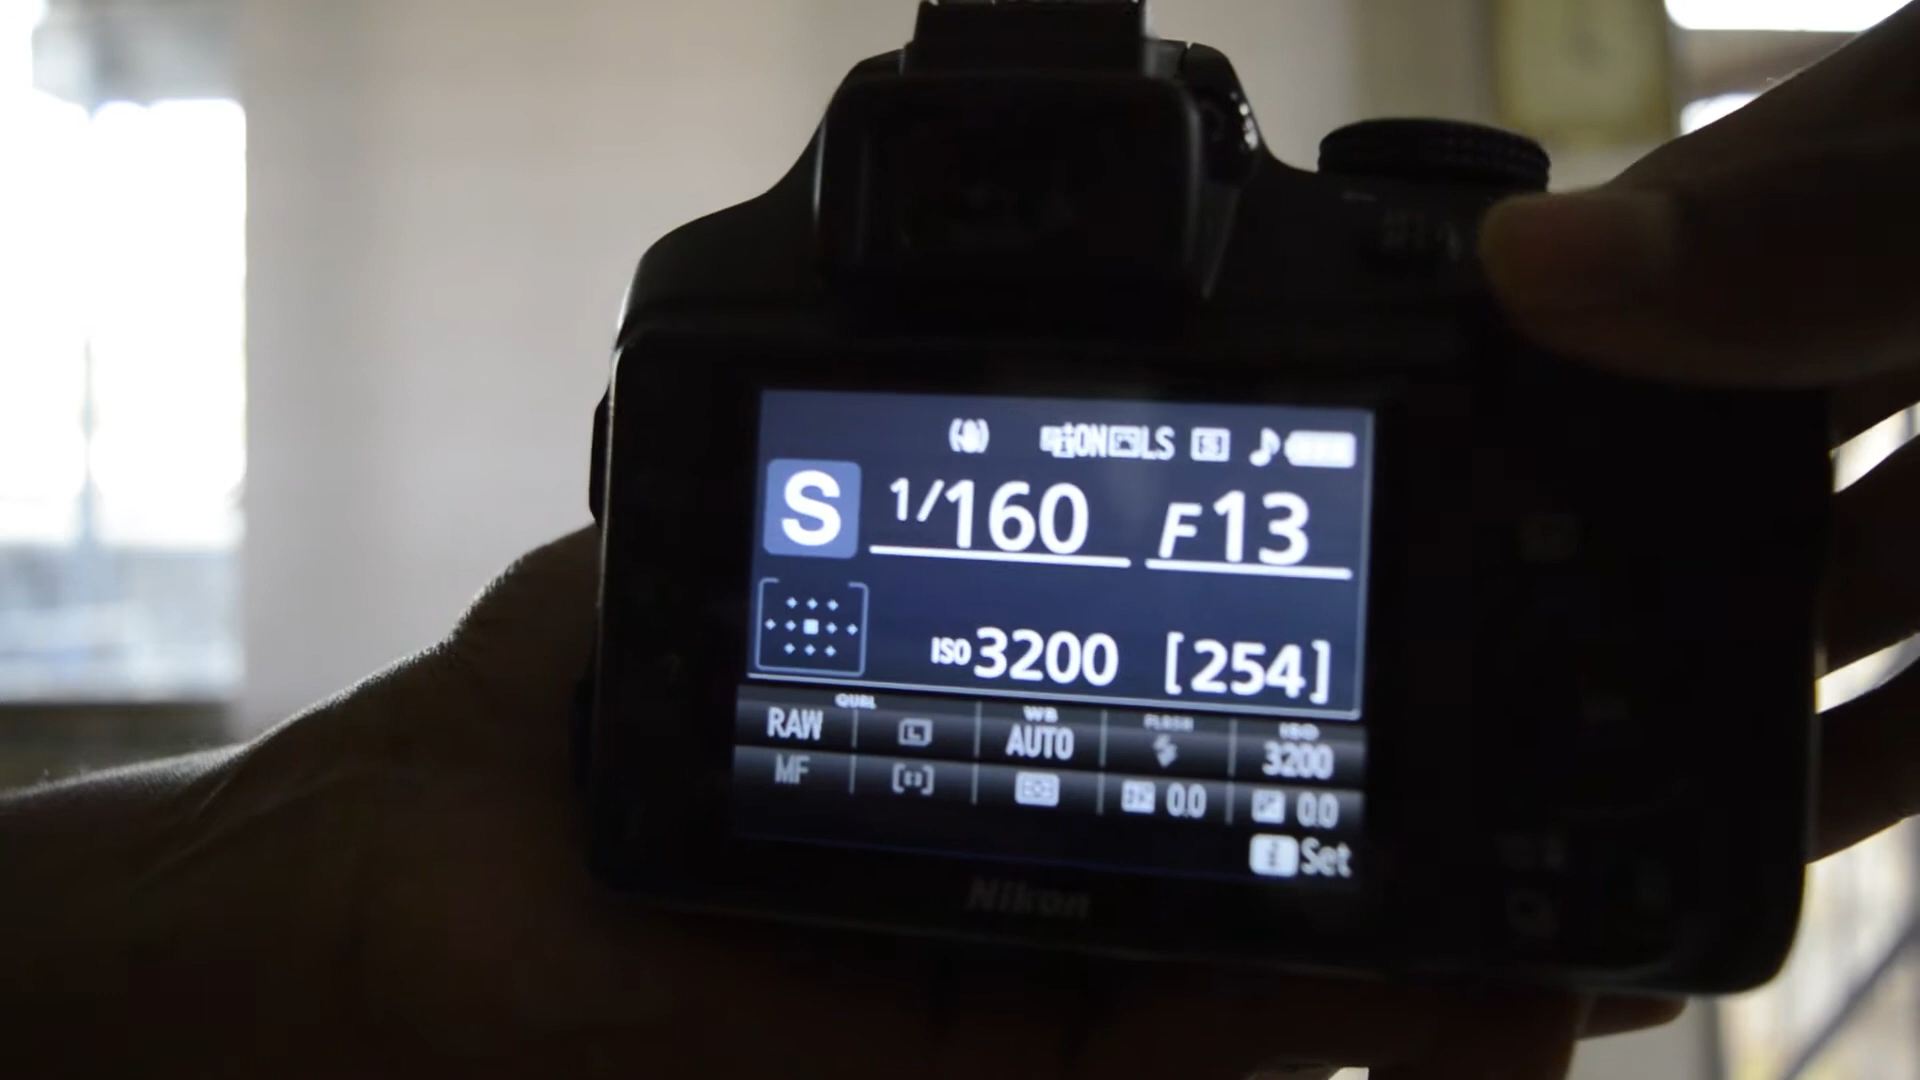 ON LS
S 1/160 F13
ISO 3200 [254]
QUAL WB FLASH ISO
RAW L AUTO 3200
MF 0.0 0.0
i Set
Nikon